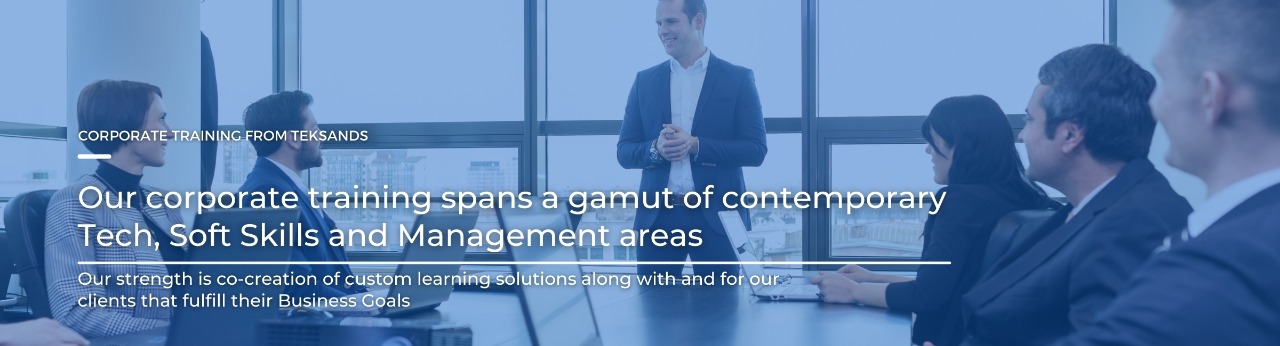 CORPORATE TRAINING FROM TEKSANDS
Our corporate training spans a gamut of contemporary
Tech, Soft Skills and Management areas
Our strength is co-creation of custom learning solutions along with and for our
clients that fulfill their Business Goals